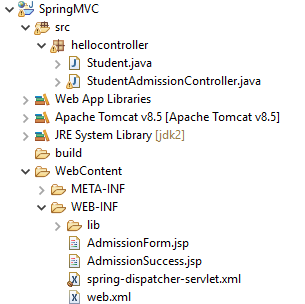 SpringMVC
src
hellocontroller
Student.java
StudentAdmissionController.java
Web App Libraries
Apache Tomcat v8.5 [Apache Tomcat v8.5]
JRE System Library [jdk2]
build
WebContent
META-INF
WEB-INF
lib
AdmissionForm.jsp
AdmissionSuccess.jsp
spring-dispatcher-servlet.xml
web.xml